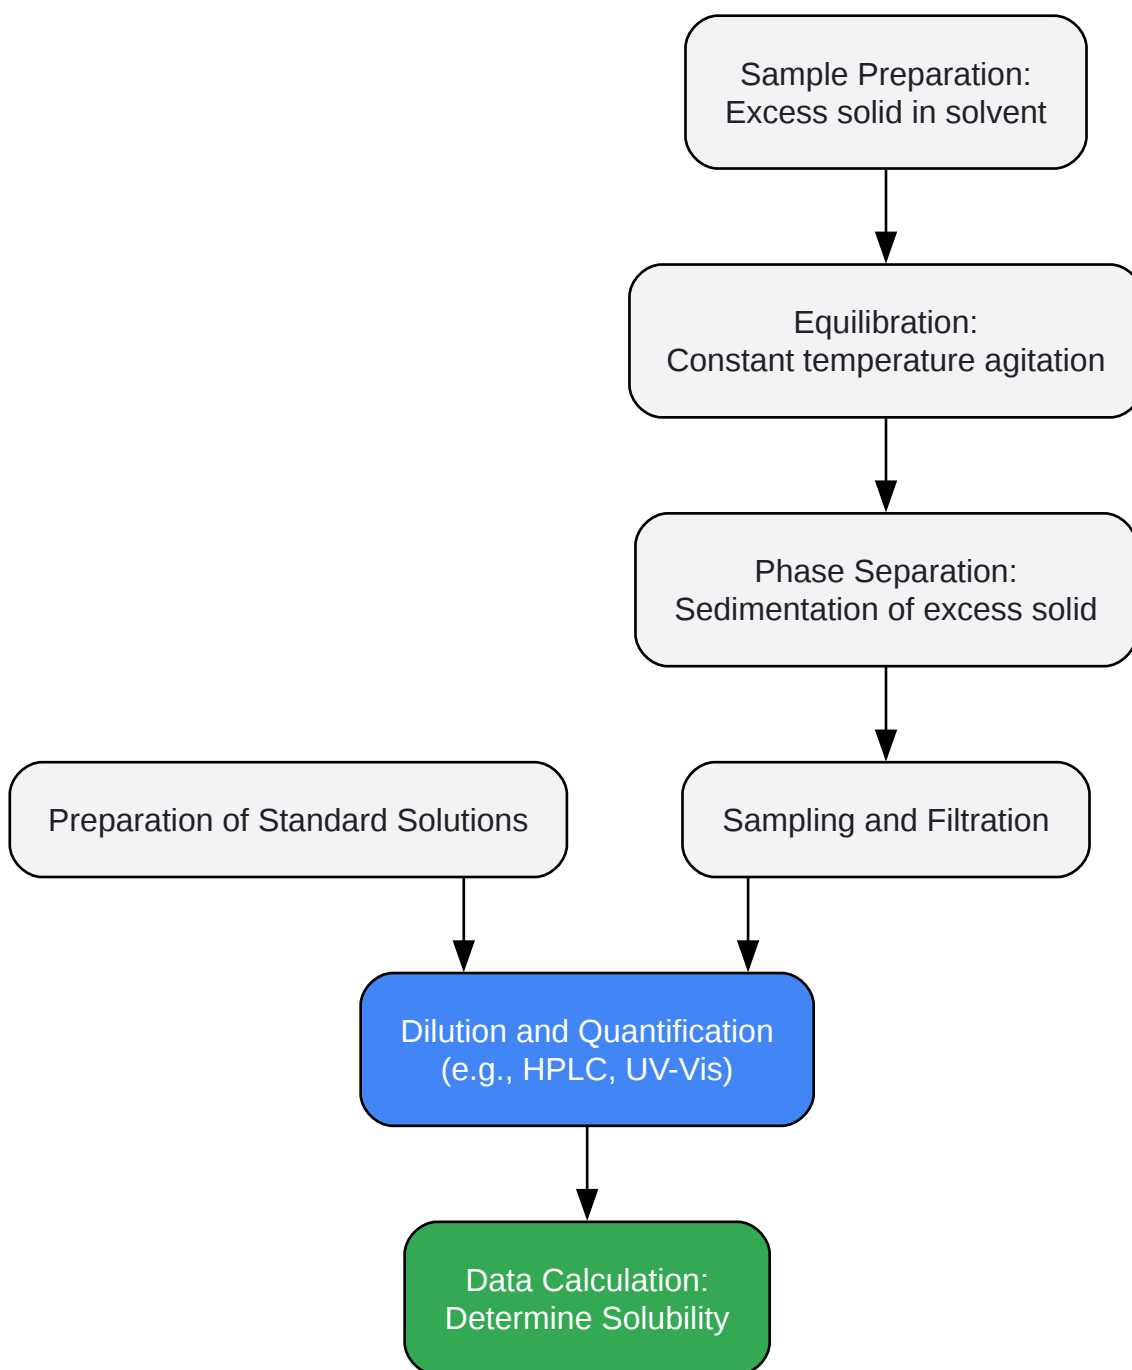 Sample Preparation:
Excess solid in solvent
Equilibration:
Constant temperature agitation
Phase Separation:
Sedimentation of excess solid
Preparation of Standard Solutions
Sampling and Filtration
Dilution and Quantification
(e.g., HPLC, UV-Vis)
Data Calculation:
Determine Solubility